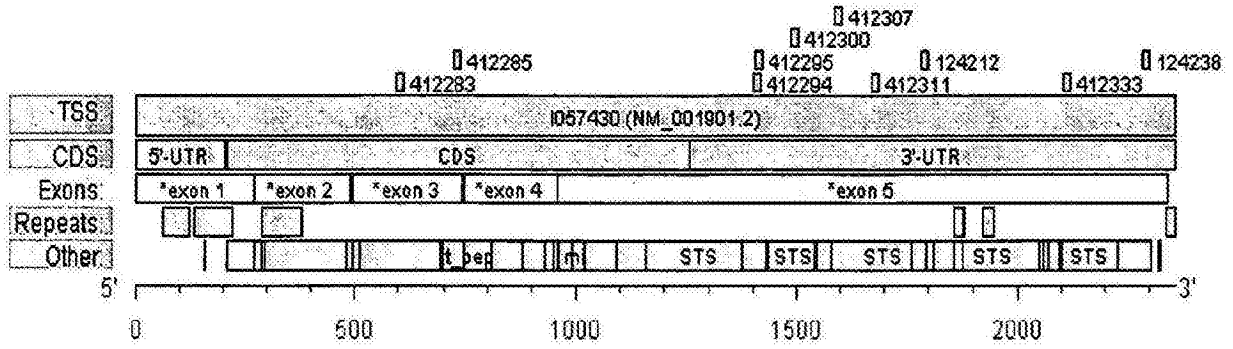 412307
412300
412285 412295 124212 124238
412283 412294 412311 412333
TSS: I057430 (NM_001901.2)
CDS: 5'-UTR CDS 3'-UTR
Exons: *exon 1 *exon 2 *exon 3 *exon 4 *exon 5
Repeats:
Other: t_pep m STS STS STS STS STS
5' 3'
0 500 1000 1500 2000